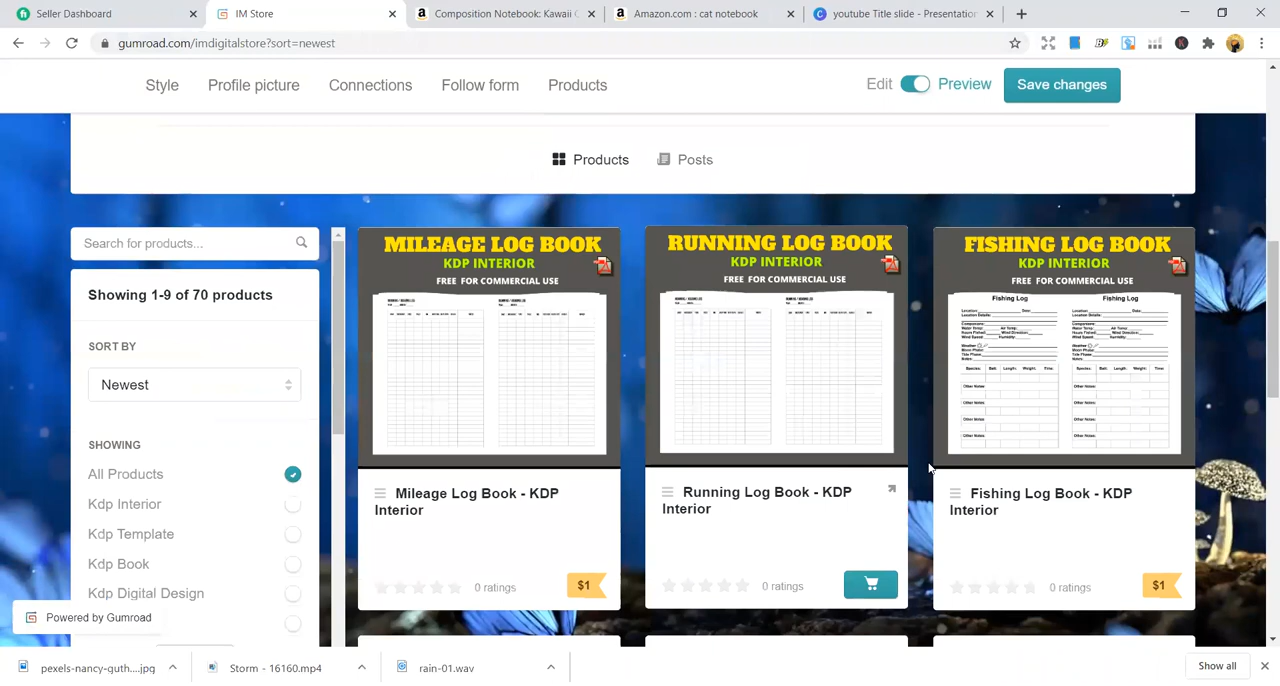 Seller Dashboard
IM Store
Composition Notebook: Kawaii C
Amazon.com : cat notebook
youtube Title slide - Presentation
gumroad.com/imdigitalstore?sort=newest
Style
Profile picture
Connections
Follow form
Products
Edit
Preview
Save changes
Products
Posts
Search for products...
Showing 1-9 of 70 products
SORT BY
Newest
SHOWING
All Products
Kdp Interior
Kdp Template
Kdp Book
Kdp Digital Design
MILEAGE LOG BOOK
KDP INTERIOR
FREE FOR COMMERCIAL USE
Mileage Log Book - KDP
Interior
0 ratings
$1
RUNNING LOG BOOK
KDP INTERIOR
FREE FOR COMMERCIAL USE
Running Log Book - KDP
Interior
0 ratings
FISHING LOG BOOK
KDP INTERIOR
FREE FOR COMMERCIAL USE
Fishing Log
Fishing Log
Fishing Log Book - KDP
Interior
0 ratings
$1
Powered by Gumroad
pexels-nancy-guth....jpg
Storm - 16160.mp4
rain-01.wav
Show all